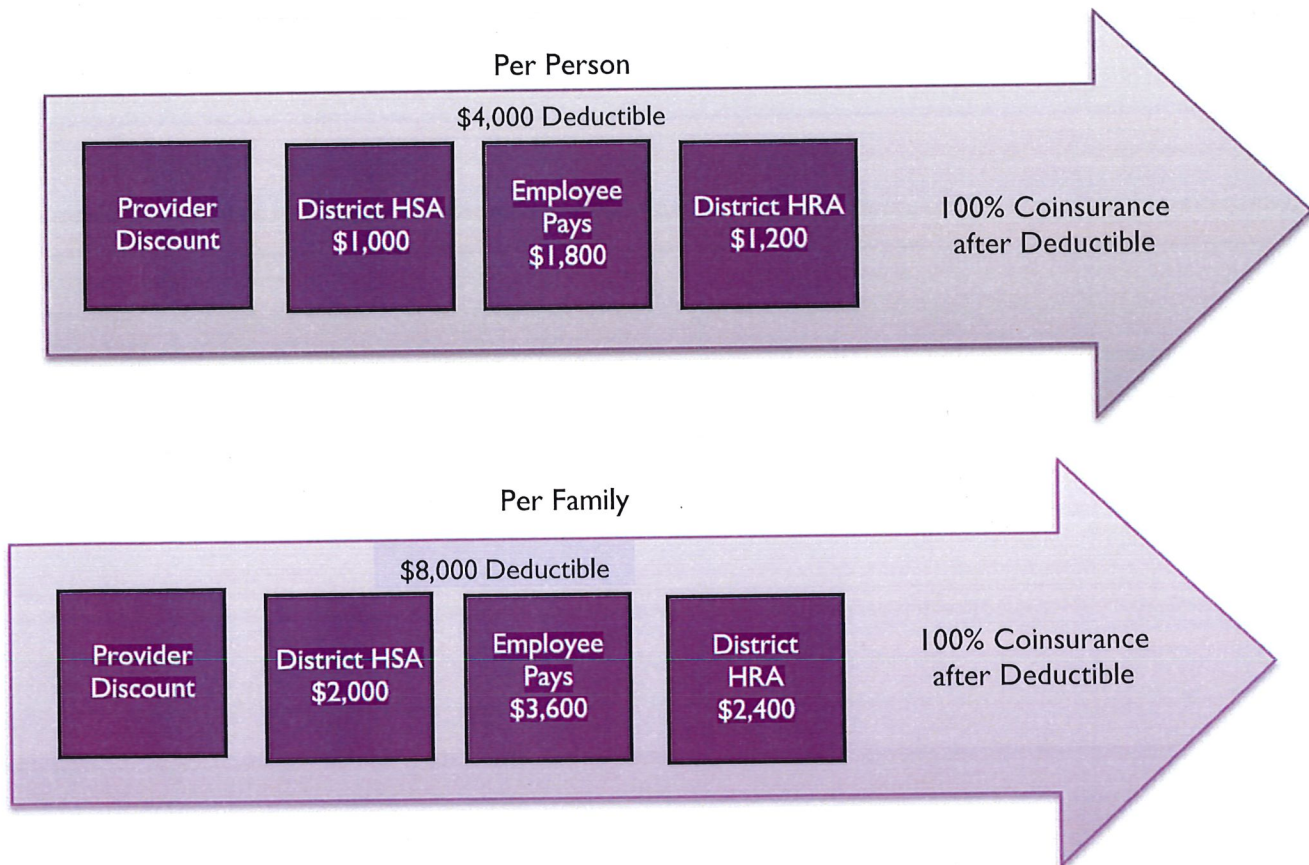 Per Person
$4,000 Deductible
Provider
Discount
District HSA
$1,000
Employee
Pays
$1,800
District HRA
$1,200
100% Coinsurance
after Deductible
Per Family
$8,000 Deductible
Provider
Discount
District HSA
$2,000
Employee
Pays
$3,600
District
HRA
$2,400
100% Coinsurance
after Deductible